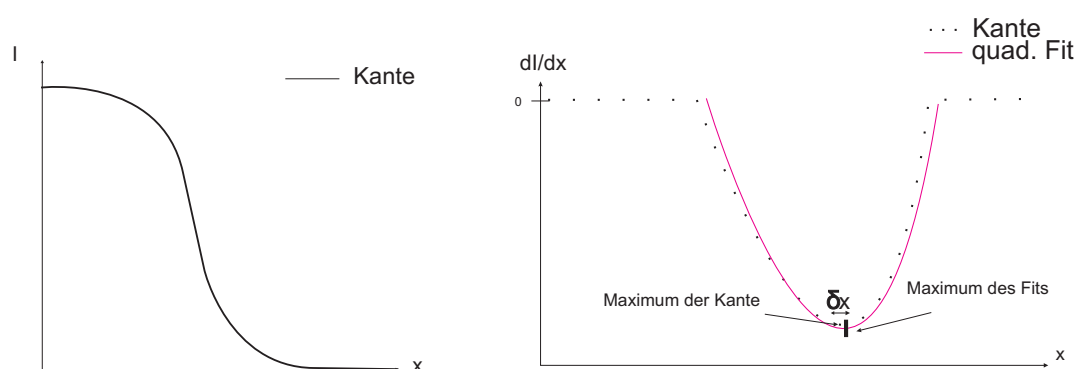 I
Kante
x
Kante
quad. Fit
dI/dx
0
δx
Maximum der Kante
Maximum des Fits
x